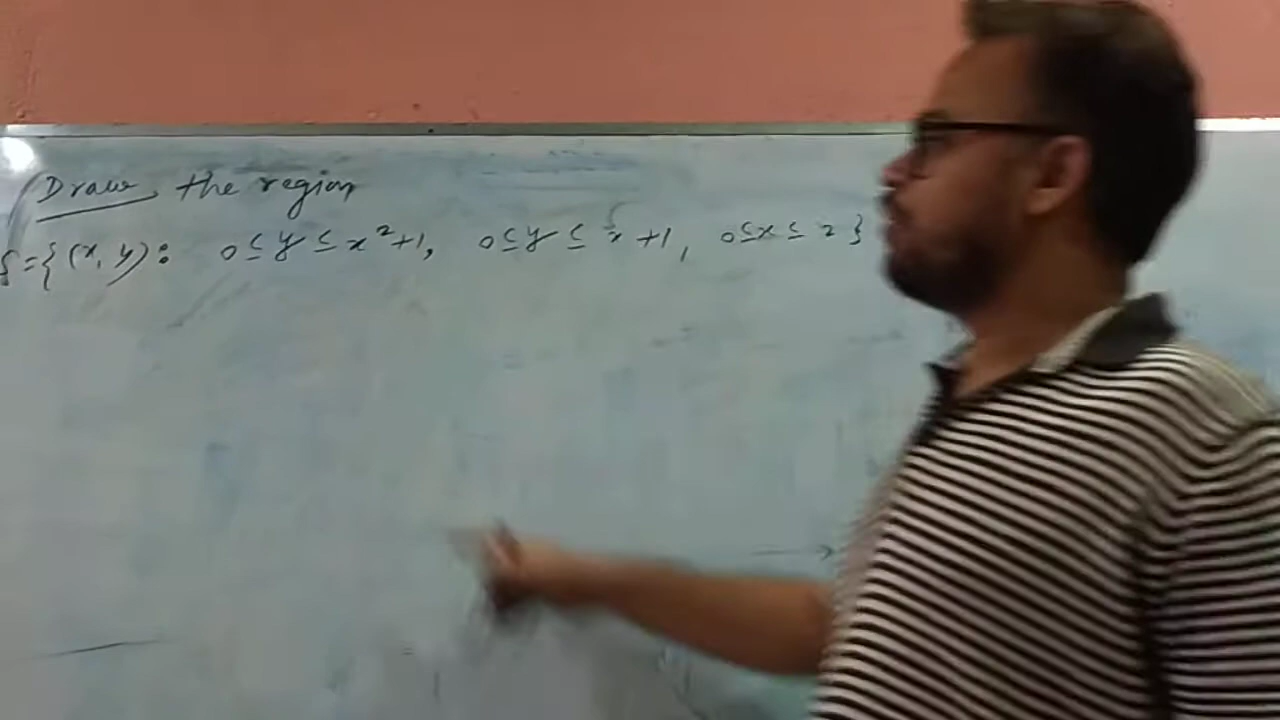 Draw the region
S={(x, y): 0≤y≤x²+1, 0≤y≤x+1, 0≤x≤2}